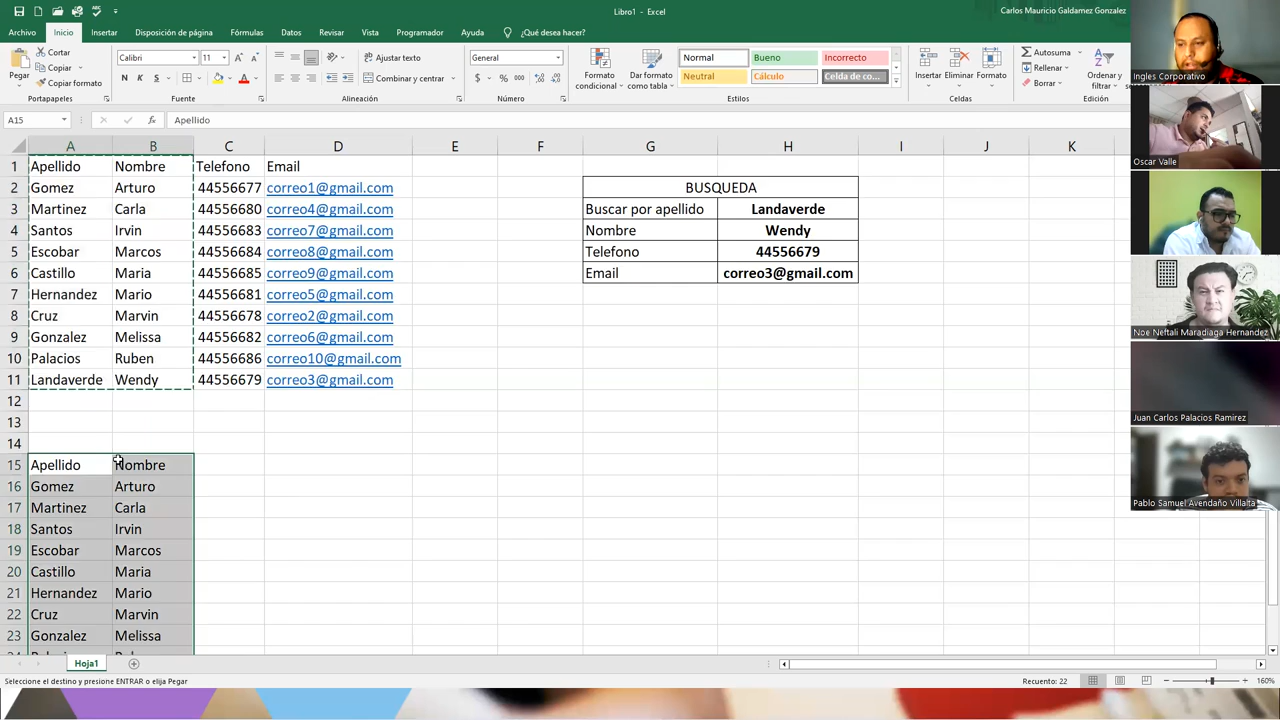 Libro1 - Excel
Carlos Mauricio Galdamez Gonzalez
Archivo Inicio Insertar Disposición de página Fórmulas Datos Revisar Vista Programador Ayuda ¿Qué desea hacer?
Pegar
Cortar
Copiar
Copiar formato
Portapapeles
Calibri 11
N K S
Fuente
Ajustar texto
Combinar y centrar
Alineación
General
$ % 000
Número
Formato condicional
Dar formato como tabla
Normal Bueno Incorrecto
Neutral Cálculo Celda de co...
Estilos
Insertar Eliminar Formato
Celdas
Autosuma
Rellenar
Borrar
Ordenar y filtrar
Edición
A15 fx Apellido
A B C D E F G H I J K
1 Apellido Nombre Telefono Email
2 Gomez Arturo 44556677 correo1@gmail.com BUSQUEDA
3 Martinez Carla 44556680 correo4@gmail.com Buscar por apellido Landaverde
4 Santos Irvin 44556683 correo7@gmail.com Nombre Wendy
5 Escobar Marcos 44556684 correo8@gmail.com Telefono 44556679
6 Castillo Maria 44556685 correo9@gmail.com Email correo3@gmail.com
7 Hernandez Mario 44556681 correo5@gmail.com
8 Cruz Marvin 44556678 correo2@gmail.com
9 Gonzalez Melissa 44556682 correo6@gmail.com
10 Palacios Ruben 44556686 correo10@gmail.com
11 Landaverde Wendy 44556679 correo3@gmail.com
12
13
14
15 Apellido Nombre
16 Gomez Arturo
17 Martinez Carla
18 Santos Irvin
19 Escobar Marcos
20 Castillo Maria
21 Hernandez Mario
22 Cruz Marvin
23 Gonzalez Melissa
Hoja1
Seleccione el destino y presione ENTRAR o elija Pegar
Recuento: 22
160%
Ingles Corporativo
Oscar Valle
Noe Neftali Maradiaga Hernandez
Juan Carlos Palacios Ramirez
Pablo Samuel Avendaño Villalta